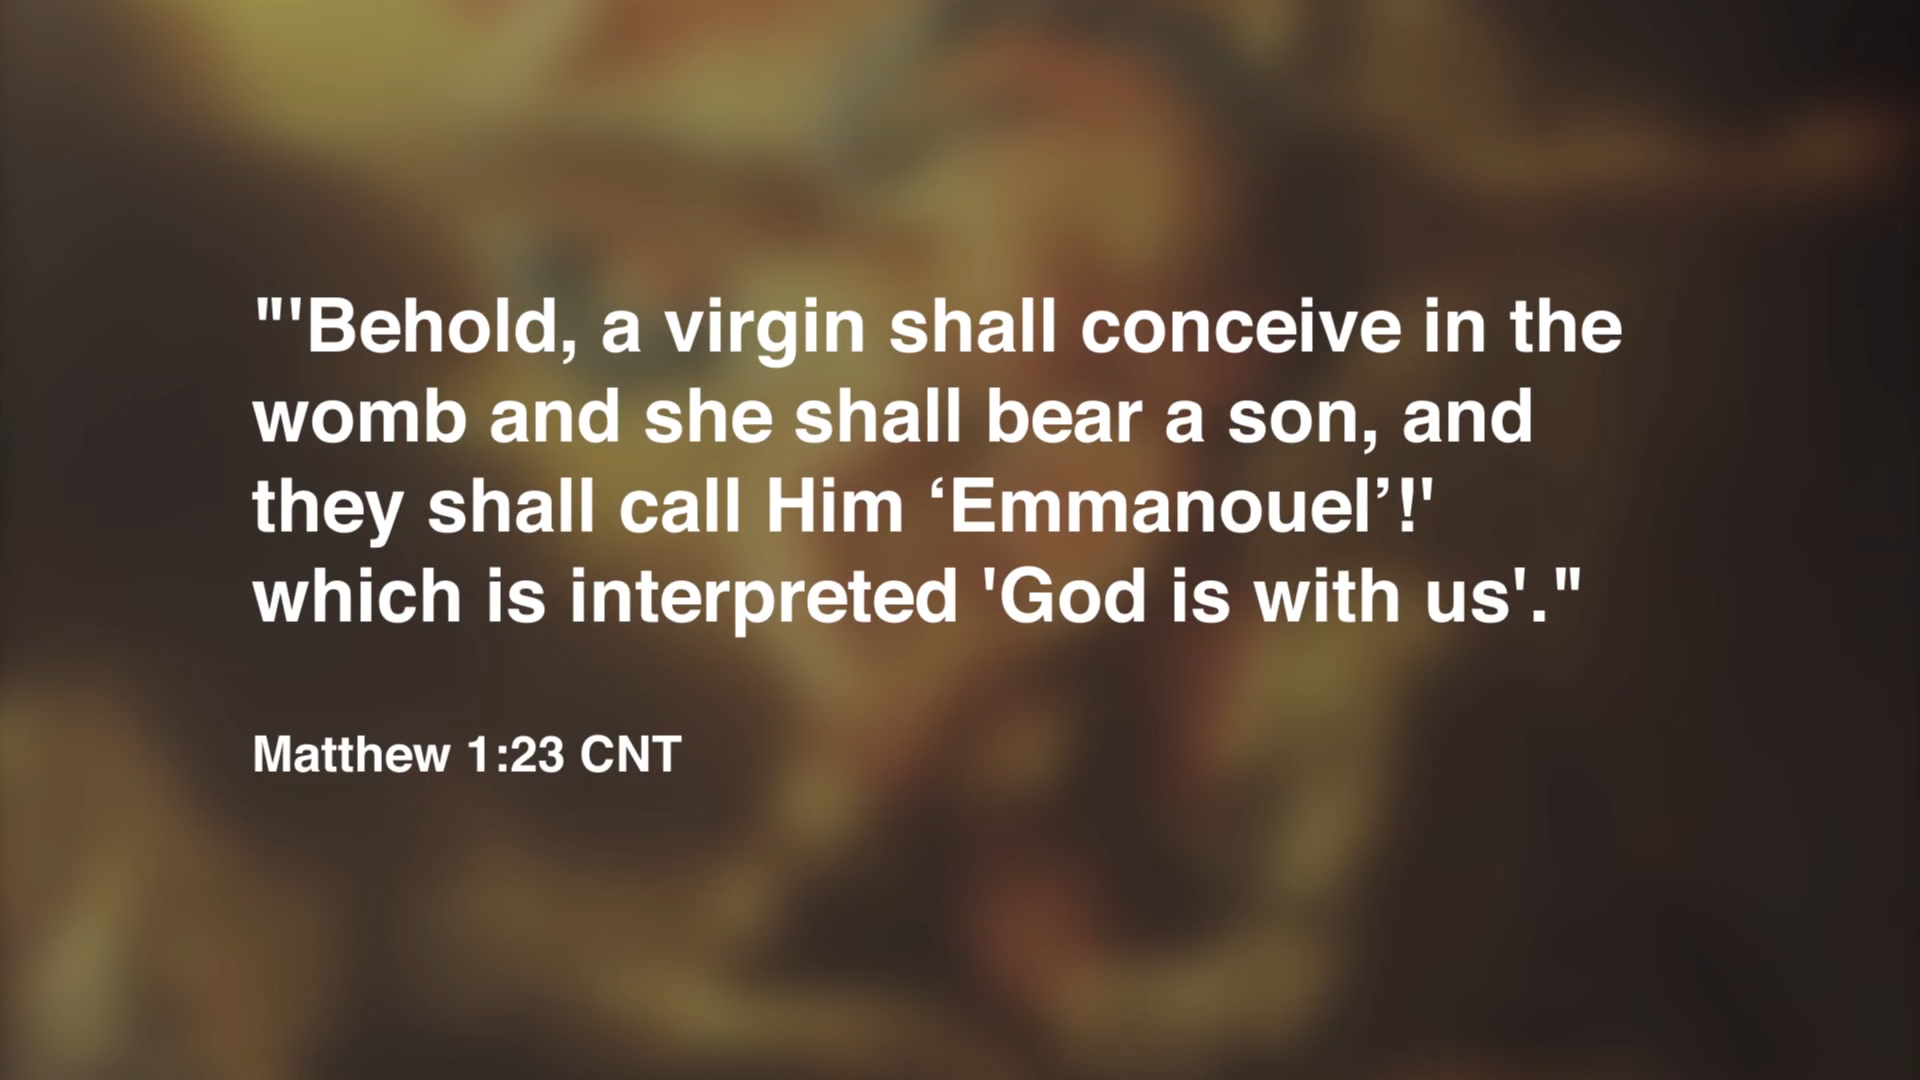 "'Behold, a virgin shall conceive in the
womb and she shall bear a son, and
they shall call Him ‘Emmanouel’!'
which is interpreted 'God is with us'."
Matthew 1:23 CNT